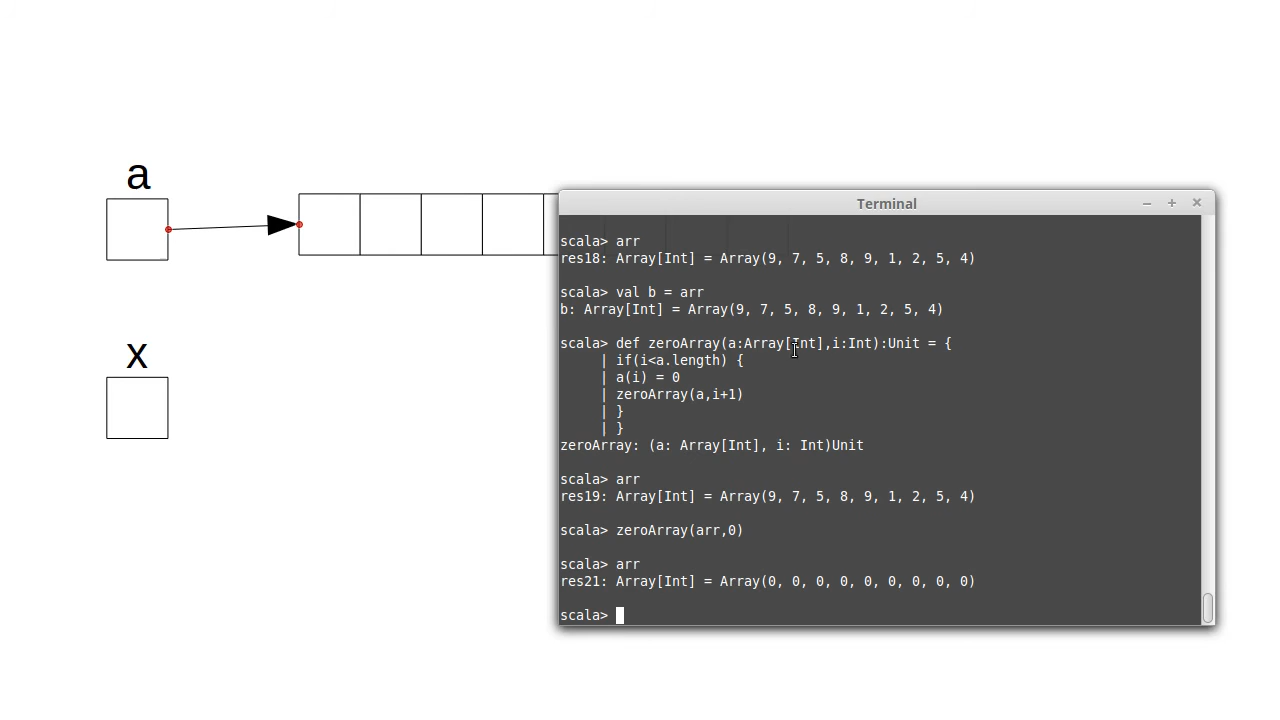 a
x
Terminal
scala> arr
res18: Array[Int] = Array(9, 7, 5, 8, 9, 1, 2, 5, 4)
scala> val b = arr
b: Array[Int] = Array(9, 7, 5, 8, 9, 1, 2, 5, 4)
scala> def zeroArray(a:Array[Int],i:Int):Unit = {
| if(i<a.length) {
| a(i) = 0
| zeroArray(a,i+1)
| }
| }
zeroArray: (a: Array[Int], i: Int)Unit
scala> arr
res19: Array[Int] = Array(9, 7, 5, 8, 9, 1, 2, 5, 4)
scala> zeroArray(arr,0)
scala> arr
res21: Array[Int] = Array(0, 0, 0, 0, 0, 0, 0, 0, 0)
scala>